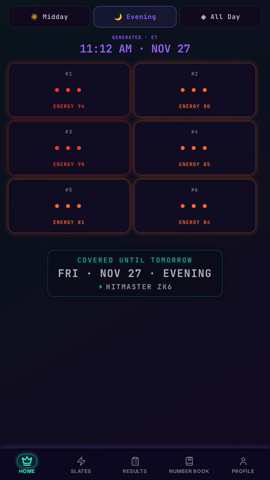 Midday
Evening
All Day
GENERATED · ET
11:12 AM · NOV 27
#1
#2
ENERGY 94
ENERGY 80
#3
#4
ENERGY 90
ENERGY 85
#5
#6
ENERGY 81
ENERGY 84
COVERED UNTIL TOMORROW
FRI · NOV 27 · EVENING
HITMASTER ZK6
HOME
SLATES
RESULTS
NUMBER BOOK
PROFILE